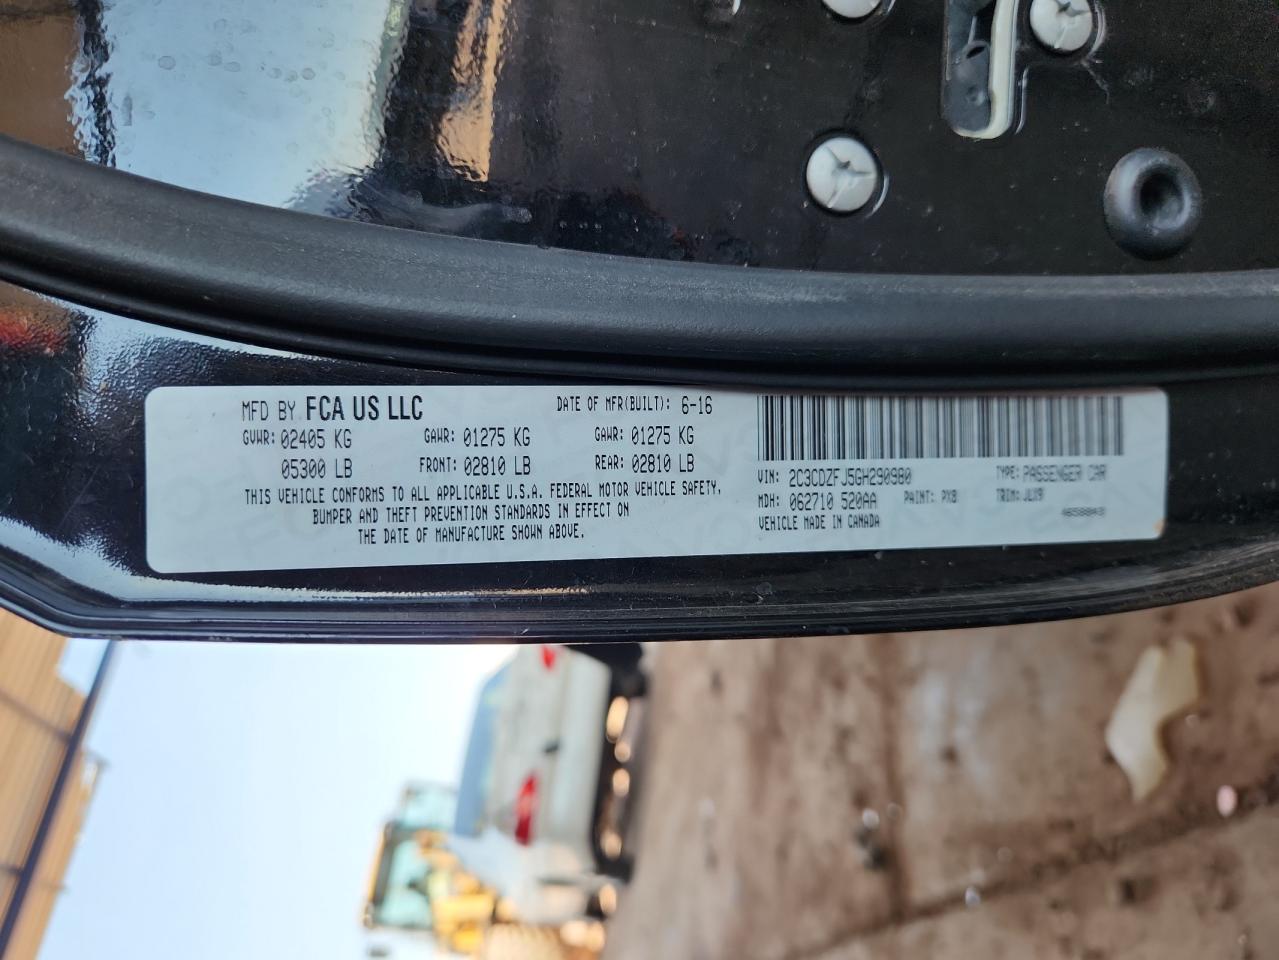 MFD BY FCA US LLC DATE OF MFR(BUILT): 6-16
GVWR: 02405 KG GAWR: 01275 KG GAWR: 01275 KG
05300 LB FRONT: 02810 LB REAR: 02810 LB
THIS VEHICLE CONFORMS TO ALL APPLICABLE U.S.A. FEDERAL MOTOR VEHICLE SAFETY,
BUMPER AND THEFT PREVENTION STANDARDS IN EFFECT ON
THE DATE OF MANUFACTURE SHOWN ABOVE.
VIN: 2C3CDZFJ5GH290980 TYPE: PASSENGER CAR
MDH: 062710 520AA PAINT: PX8 TRIM: JLX9
VEHICLE MADE IN CANADA 4658843